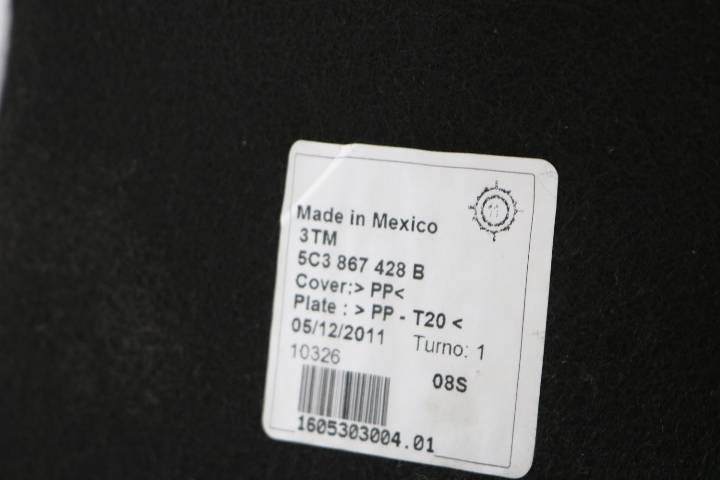 11
Made in Mexico
3TM
5C3 867 428 B
Cover:> PP<
Plate : > PP - T20 <
05/12/2011 Turno: 1
10326
08S
1605303004.01